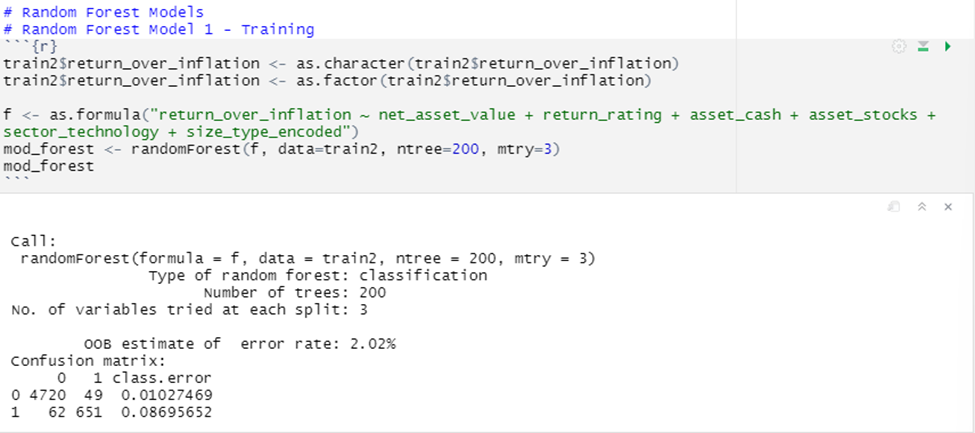 # Random Forest Models
# Random Forest Model 1 - Training
```{r}
train2$return_over_inflation <- as.character(train2$return_over_inflation)
train2$return_over_inflation <- as.factor(train2$return_over_inflation)
f <- as.formula("return_over_inflation ~ net_asset_value + return_rating + asset_cash + asset_stocks +
sector_technology + size_type_encoded")
mod_forest <- randomForest(f, data=train2, ntree=200, mtry=3)
mod_forest
```
Call:
randomForest(formula = f, data = train2, ntree = 200, mtry = 3)
Type of random forest: classification
Number of trees: 200
No. of variables tried at each split: 3
OOB estimate of  error rate: 2.02%
Confusion matrix:
0 1 class.error
0 4720 49 0.01027469
1 62 651 0.08695652